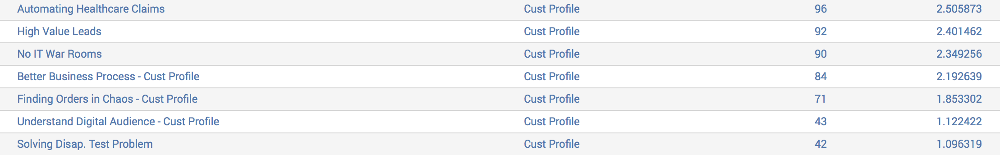 Automating Healthcare Claims Cust Profile 96 2.505873
High Value Leads Cust Profile 92 2.401462
No IT War Rooms Cust Profile 90 2.349256
Better Business Process - Cust Profile Cust Profile 84 2.192639
Finding Orders in Chaos - Cust Profile Cust Profile 71 1.853302
Understand Digital Audience - Cust Profile Cust Profile 43 1.122422
Solving Disap. Test Problem Cust Profile 42 1.096319